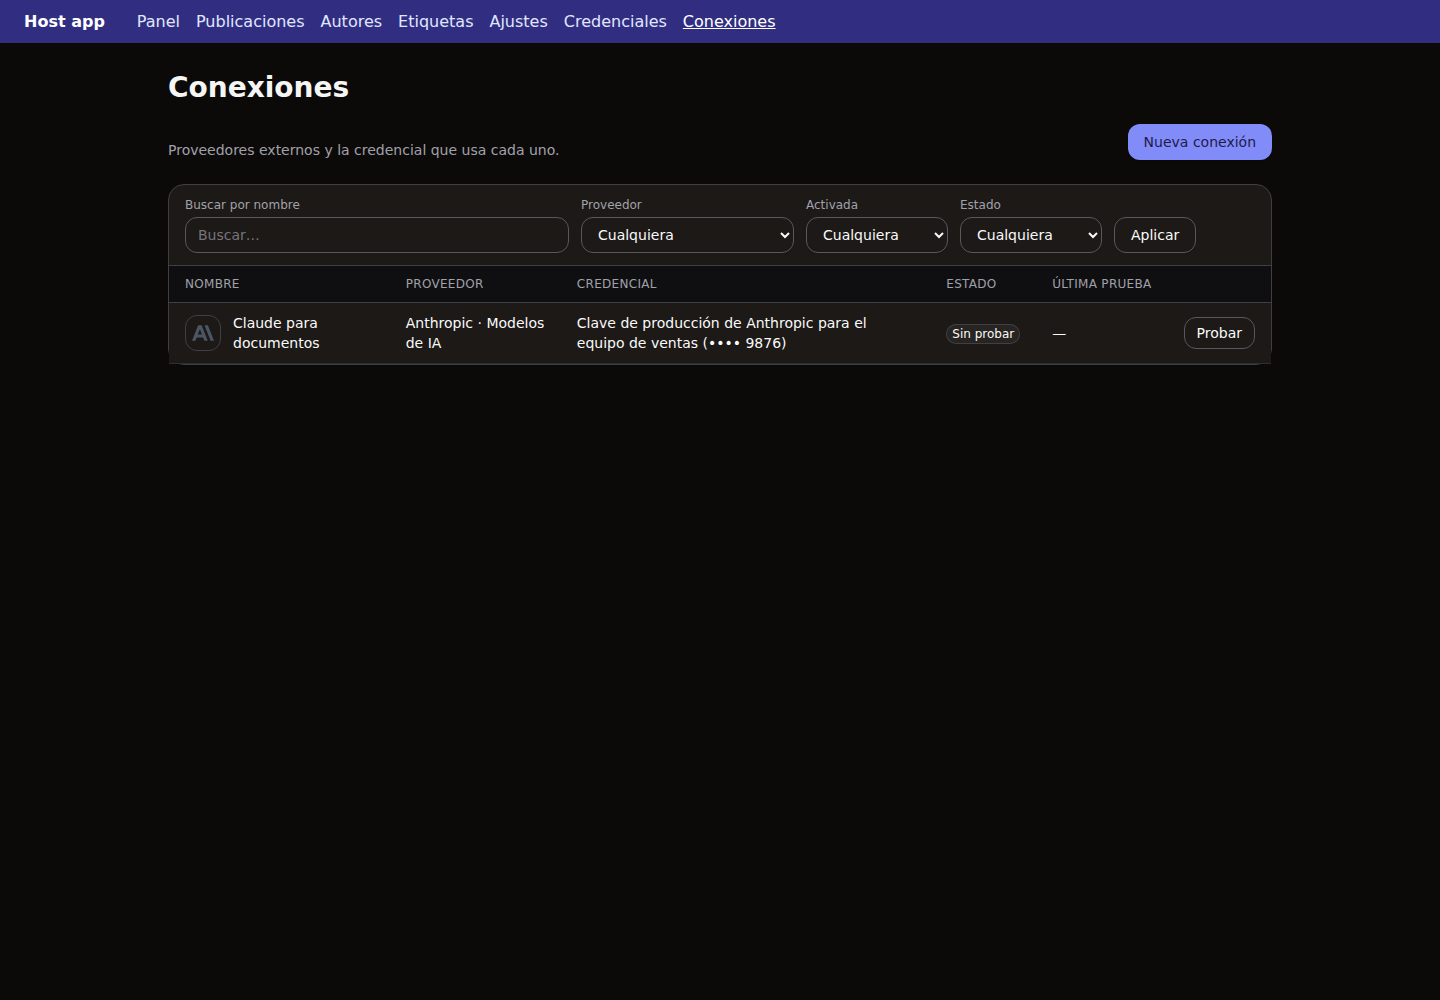 Host app Panel Publicaciones Autores Etiquetas Ajustes Credenciales Conexiones
Conexiones
Proveedores externos y la credencial que usa cada uno.
Nueva conexión
Buscar por nombre Proveedor Activada Estado
Buscar… Cualquiera Cualquiera Cualquiera Aplicar
NOMBRE PROVEEDOR CREDENCIAL ESTADO ÚLTIMA PRUEBA
Claude para documentos
Anthropic · Modelos de IA
Clave de producción de Anthropic para el equipo de ventas (•••• 9876)
Sin probar
—
Probar